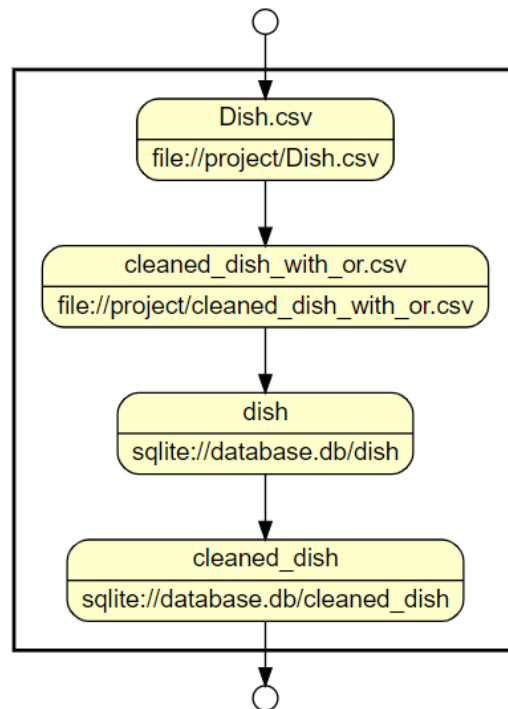 Dish.csv
file://project/Dish.csv
cleaned_dish_with_or.csv
file://project/cleaned_dish_with_or.csv
dish
sqlite://database.db/dish
cleaned_dish
sqlite://database.db/cleaned_dish